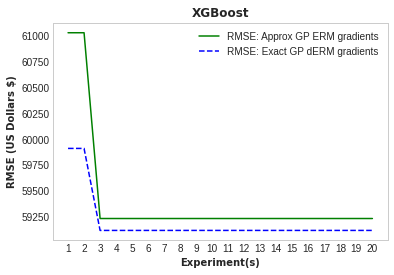 XGBoost
RMSE: Approx GP ERM gradients
RMSE: Exact GP dERM gradients
RMSE (US Dollars $)
61000
60750
60500
60250
60000
59750
59500
59250
1 2 3 4 5 6 7 8 9 10 11 12 13 14 15 16 17 18 19 20
Experiment(s)